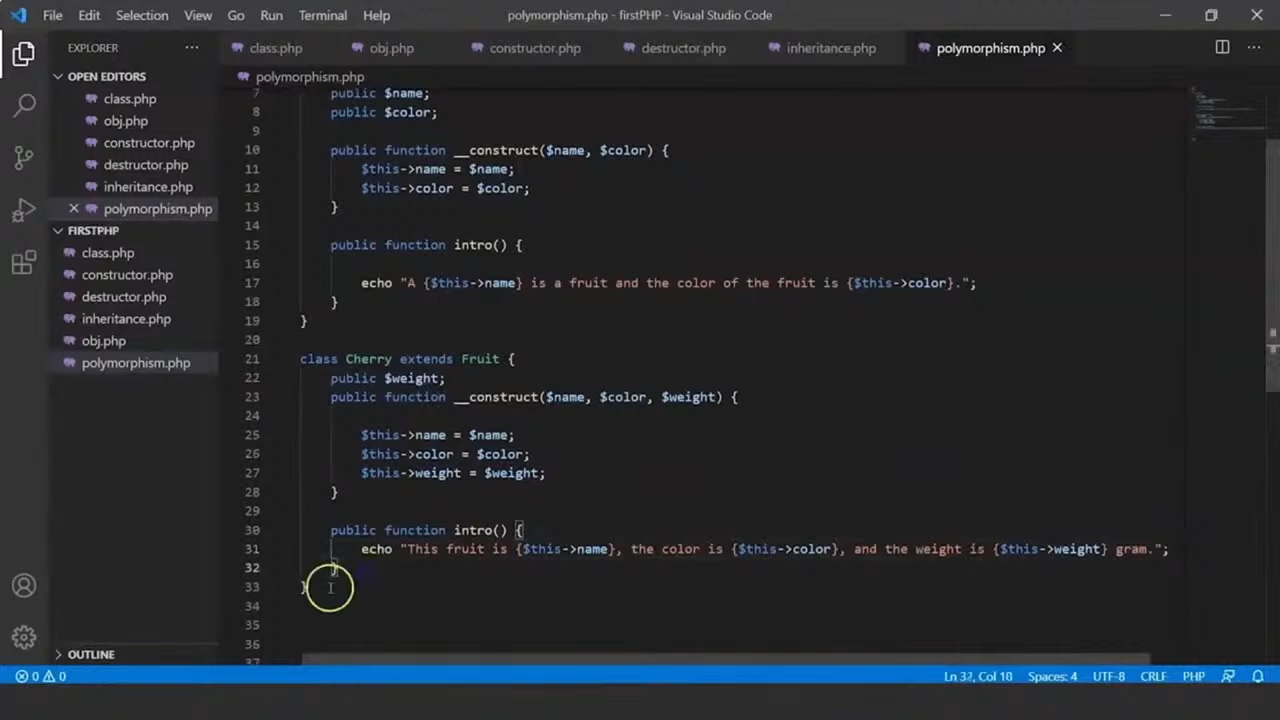 File Edit Selection View Go Run Terminal Help polymorphism.php - firstPHP - Visual Studio Code
EXPLORER
OPEN EDITORS
class.php
obj.php
constructor.php
destructor.php
inheritance.php
polymorphism.php
FIRSTPHP
class.php
constructor.php
destructor.php
inheritance.php
obj.php
polymorphism.php
OUTLINE
class.php obj.php constructor.php destructor.php inheritance.php polymorphism.php
polymorphism.php
7 public $name;
8 public $color;
9
10 public function __construct($name, $color) {
11 $this->name = $name;
12 $this->color = $color;
13 }
14
15 public function intro() {
16
17 echo "A {$this->name} is a fruit and the color of the fruit is {$this->color}.";
18 }
19 }
20
21 class Cherry extends Fruit {
22 public $weight;
23 public function __construct($name, $color, $weight) {
24
25 $this->name = $name;
26 $this->color = $color;
27 $this->weight = $weight;
28 }
29
30 public function intro() {
31 echo "This fruit is {$this->name}, the color is {$this->color}, and the weight is {$this->weight} gram.";
32 }
33 }
34
35
36
37
0 0 Ln 32, Col 10 Spaces: 4 UTF-8 CRLF PHP